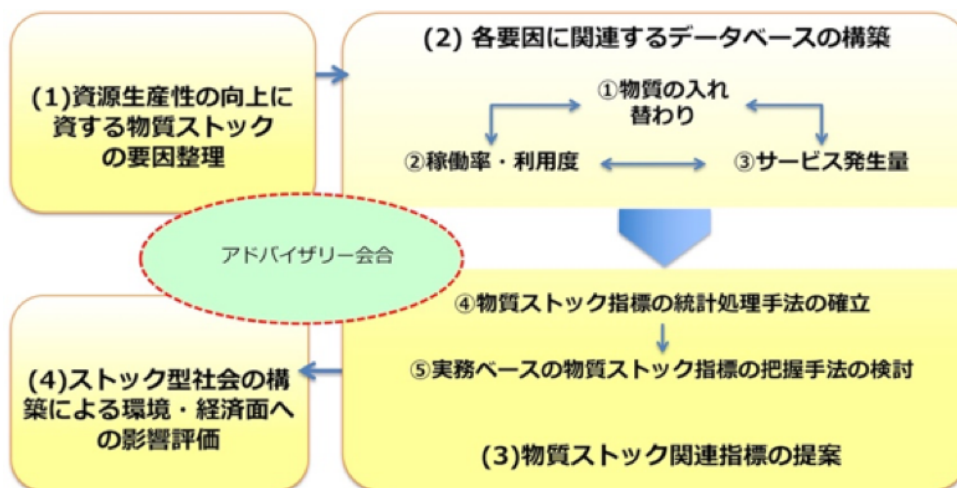 (1)資源生産性の向上に
資する物質ストック
の要因整理
(2) 各要因に関連するデータベースの構築
①物質の入れ
替わり
②稼働率・利用度
③サービス発生量
アドバイザリー会合
④物質ストック指標の統計処理手法の確立
⑤実務ベースの物質ストック指標の把握手法の検討
(3)物質ストック関連指標の提案
(4)ストック型社会の構
築による環境・経済面へ
の影響評価